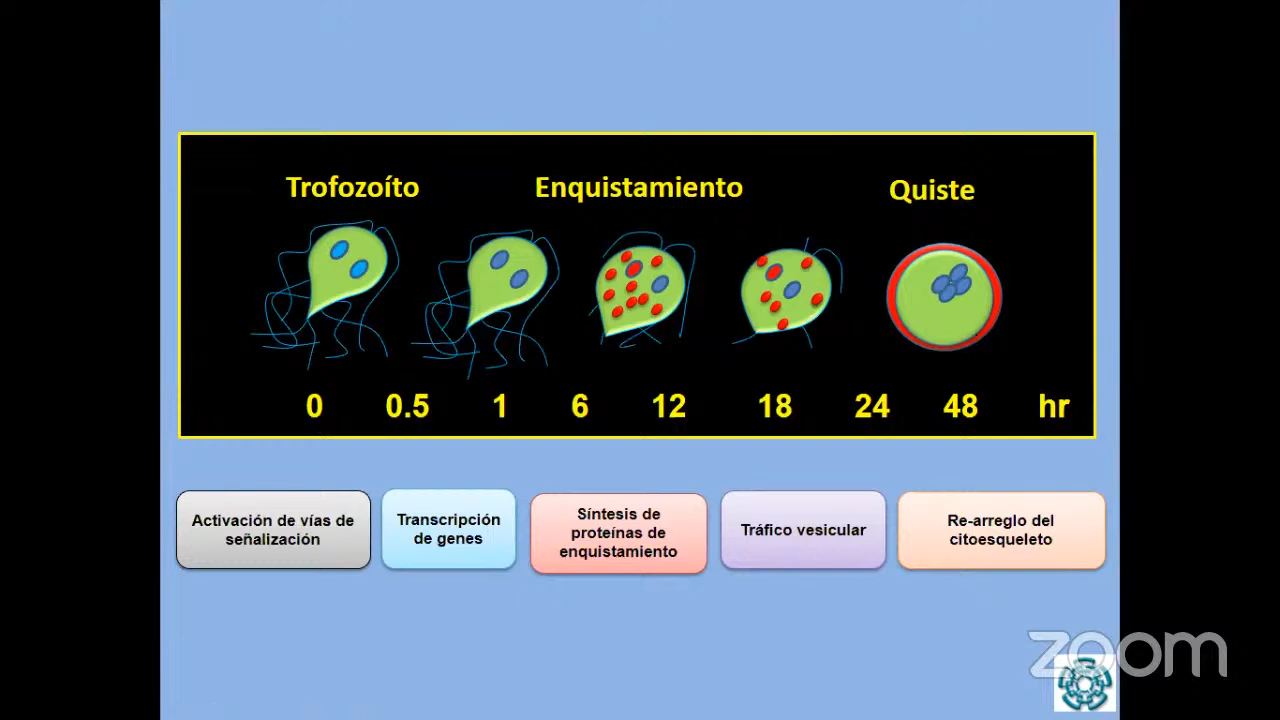 Trofozoíto
Enquistamiento
Quiste
0 0.5 1 6 12 18 24 48 hr
Activación de vías de
señalización
Transcripción
de genes
Síntesis de
proteínas de
enquistamiento
Tráfico vesicular
Re-arreglo del
citoesqueleto
zoom